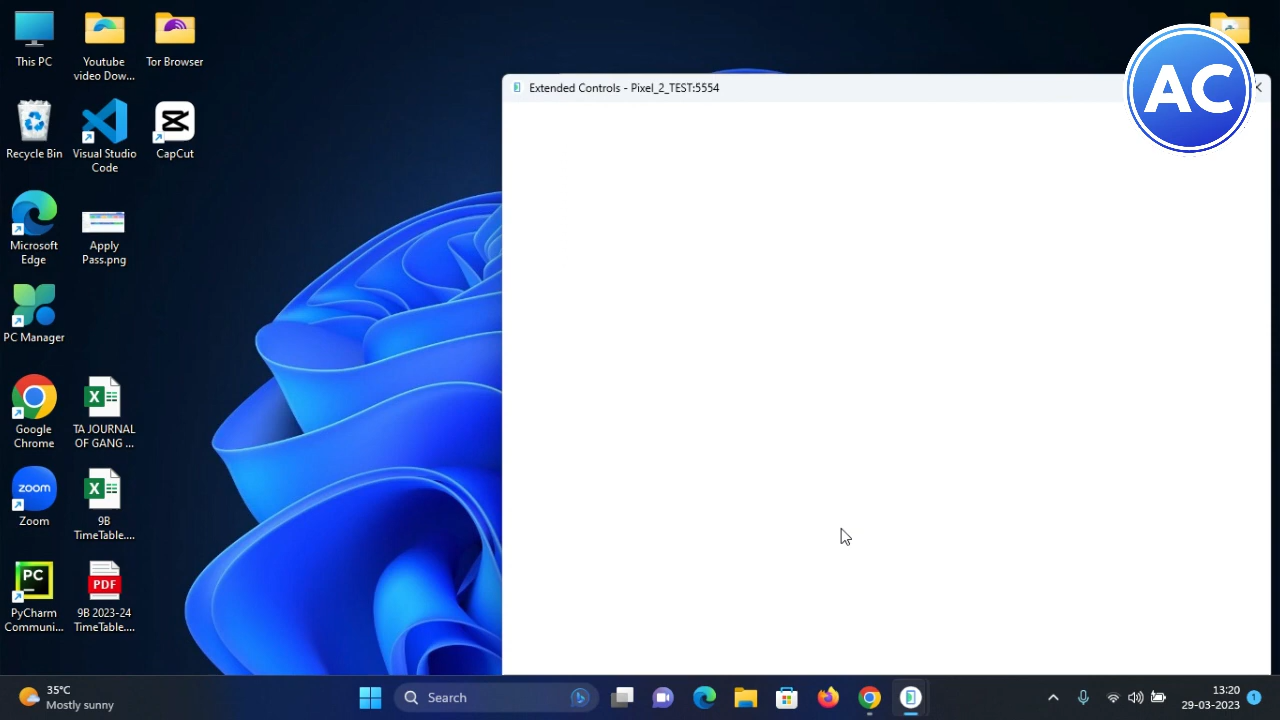 This PC
Youtube
video Dow...
Tor Browser
Extended Controls - Pixel_2_TEST:5554
AC
Recycle Bin
Visual Studio
Code
CapCut
Microsoft
Edge
Apply
Pass.png
PC Manager
Google
Chrome
TA JOURNAL
OF GANG ...
zoom
Zoom
9B
TimeTable....
PC
PyCharm
Communi...
PDF
9B 2023-24
TimeTable....
35°C
Mostly sunny
Search
13:20
29-03-2023
1